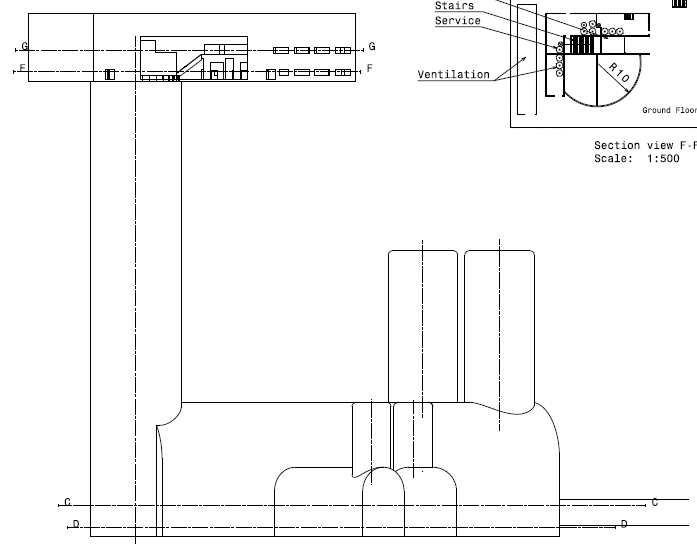 Stairs
Service
Ventilation
R10
Ground Floor
Section view F-F
Scale: 1:500
G G
F F
C C
D D